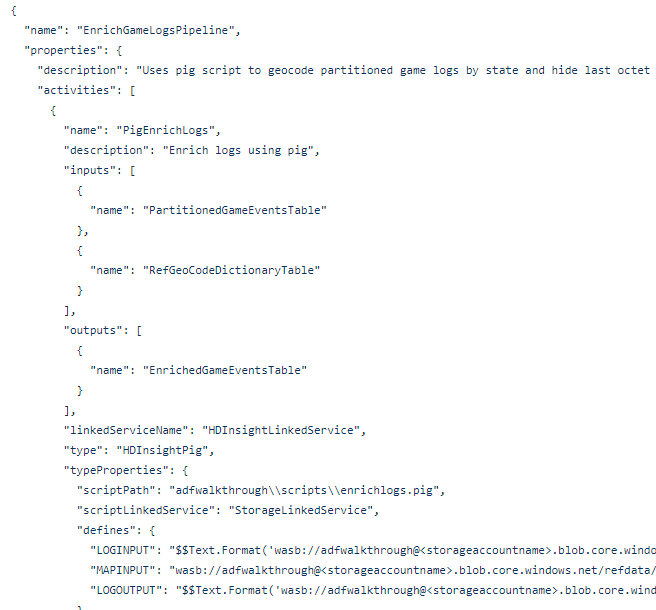 {
"name": "EnrichGameLogsPipeline",
"properties": {
"description": "Uses pig script to geocode partitioned game logs by state and hide last octet
"activities": [
{
"name": "PigEnrichLogs",
"description": "Enrich logs using pig",
"inputs": [
{
"name": "PartitionedGameEventsTable"
},
{
"name": "RefGeoCodeDictionaryTable"
}
],
"outputs": [
{
"name": "EnrichedGameEventsTable"
}
],
"linkedServiceName": "HDInsightLinkedService",
"type": "HDInsightPig",
"typeProperties": {
"scriptPath": "adfwalkthrough\\scripts\\enrichlogs.pig",
"scriptLinkedService": "StorageLinkedService",
"defines": {
"LOGINPUT": "$$Text.Format('wasb://adfwalkthrough@<storageaccountname>.blob.core.windo
"MAPINPUT": "wasb://adfwalkthrough@<storageaccountname>.blob.core.windows.net/refdata/
"LOGOUTPUT": "$$Text.Format('wasb://adfwalkthrough@<storageaccountname>.blob.core.wind
}